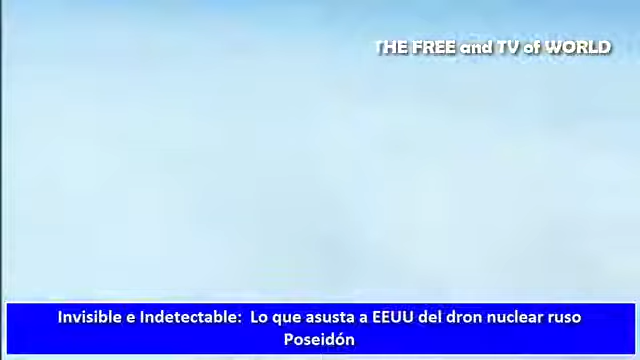 THE FREE and TV of WORLD
Invisible e Indetectable: Lo que asusta a EEUU del dron nuclear ruso
Poseidón